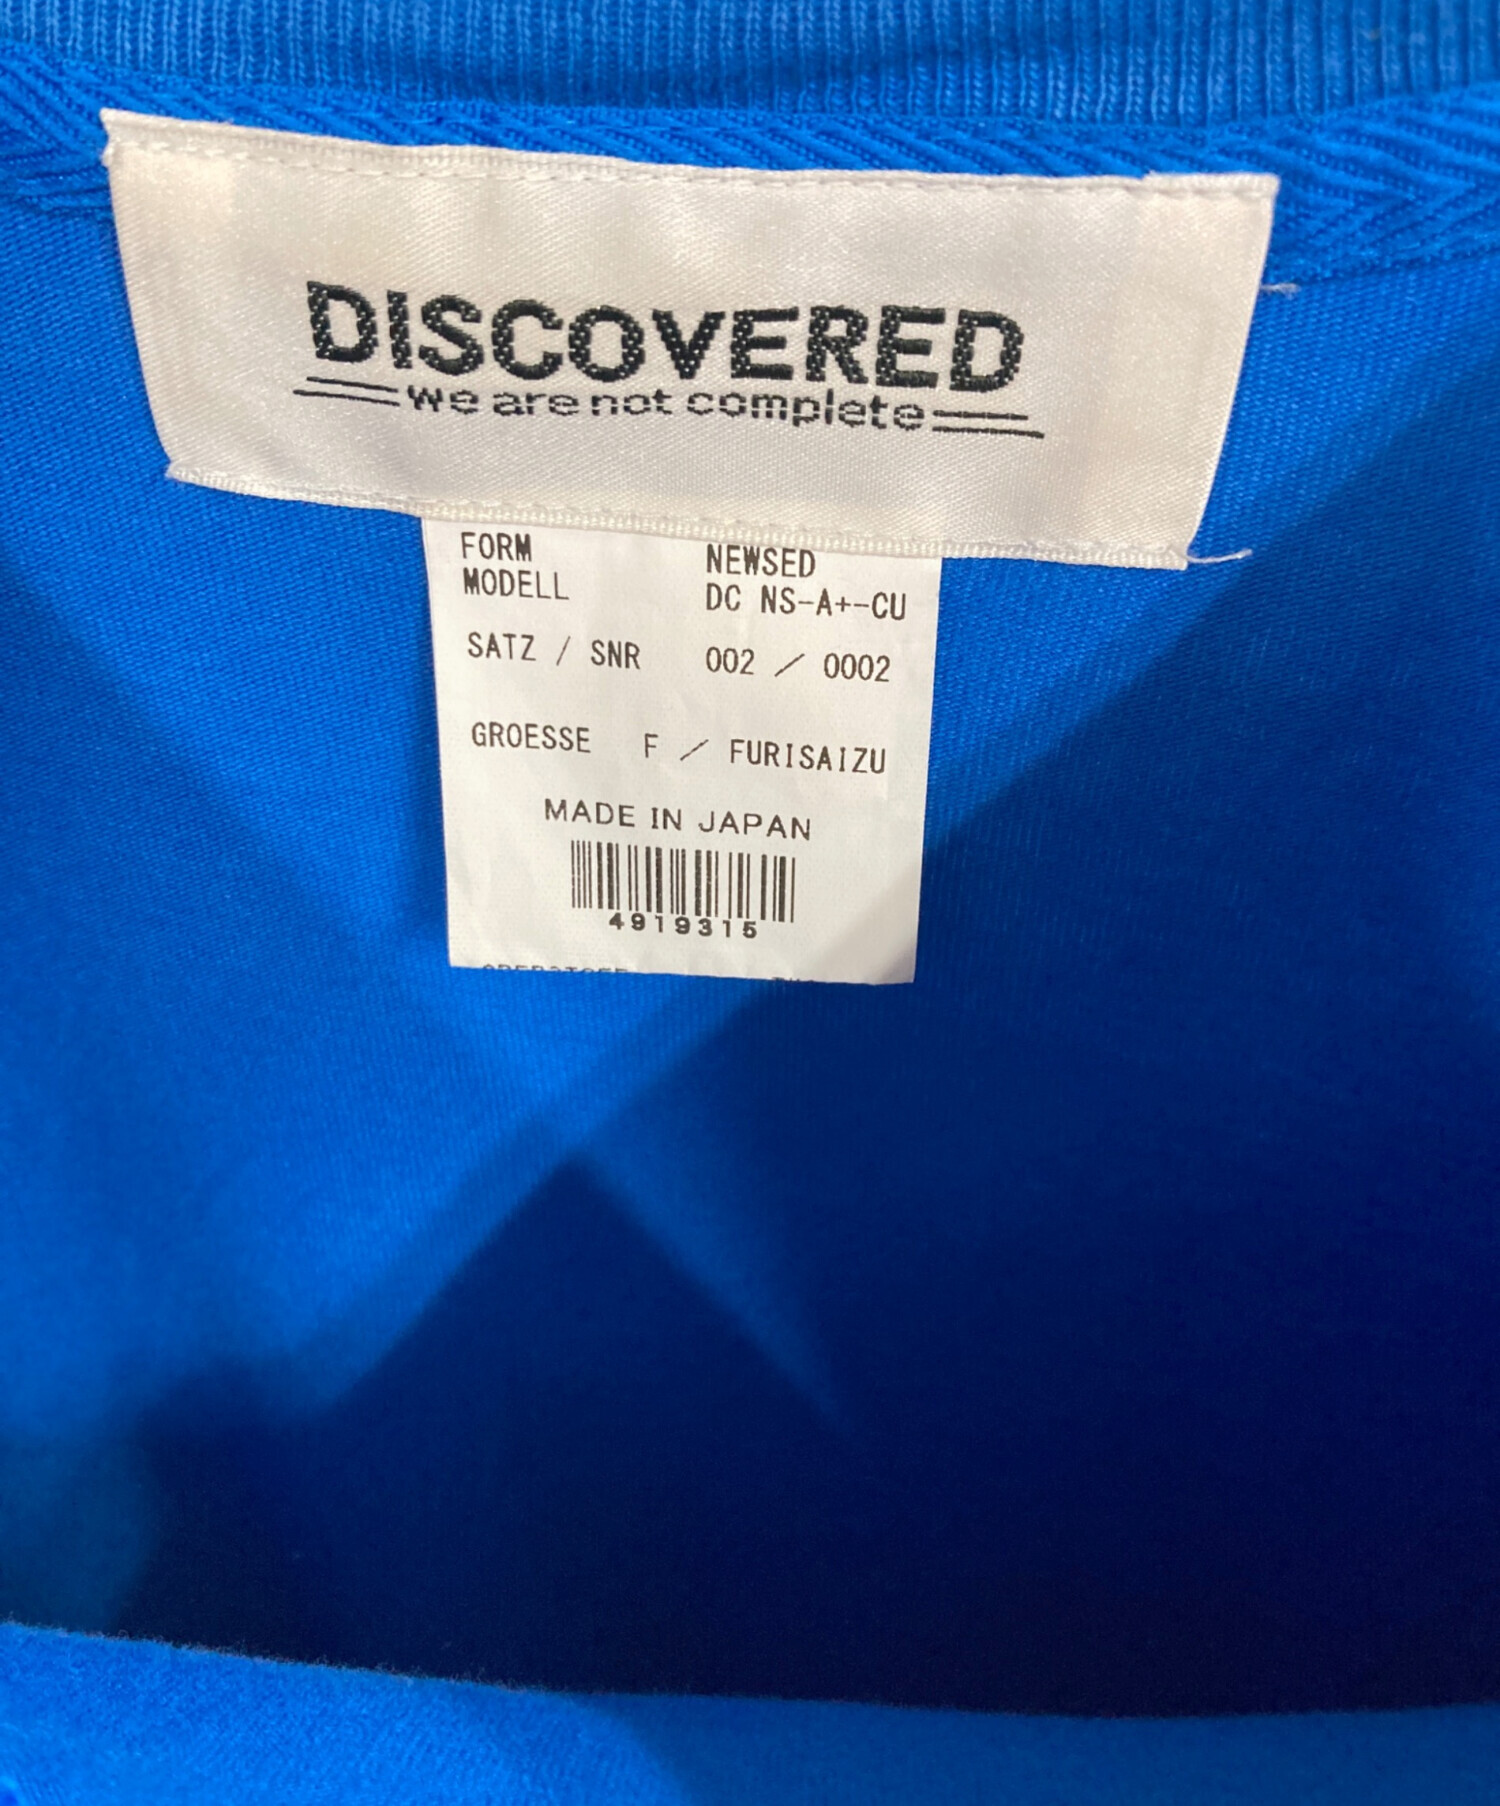 DISCOVERED
we are not complete
FORM NEWSED
MODELL DC NS-A+-CU
SATZ / SNR 002 / 0002
GROESSE F / FURISAIZU
MADE IN JAPAN
4919315